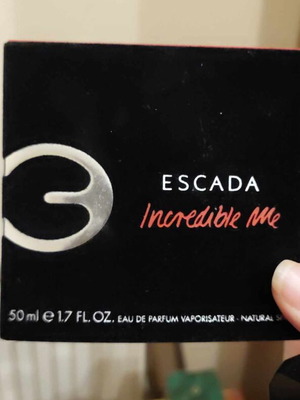 ESCADA
Incredible Me
50 ml e 1.7 FL. OZ. EAU DE PARFUM VAPORISATEUR · NATURAL